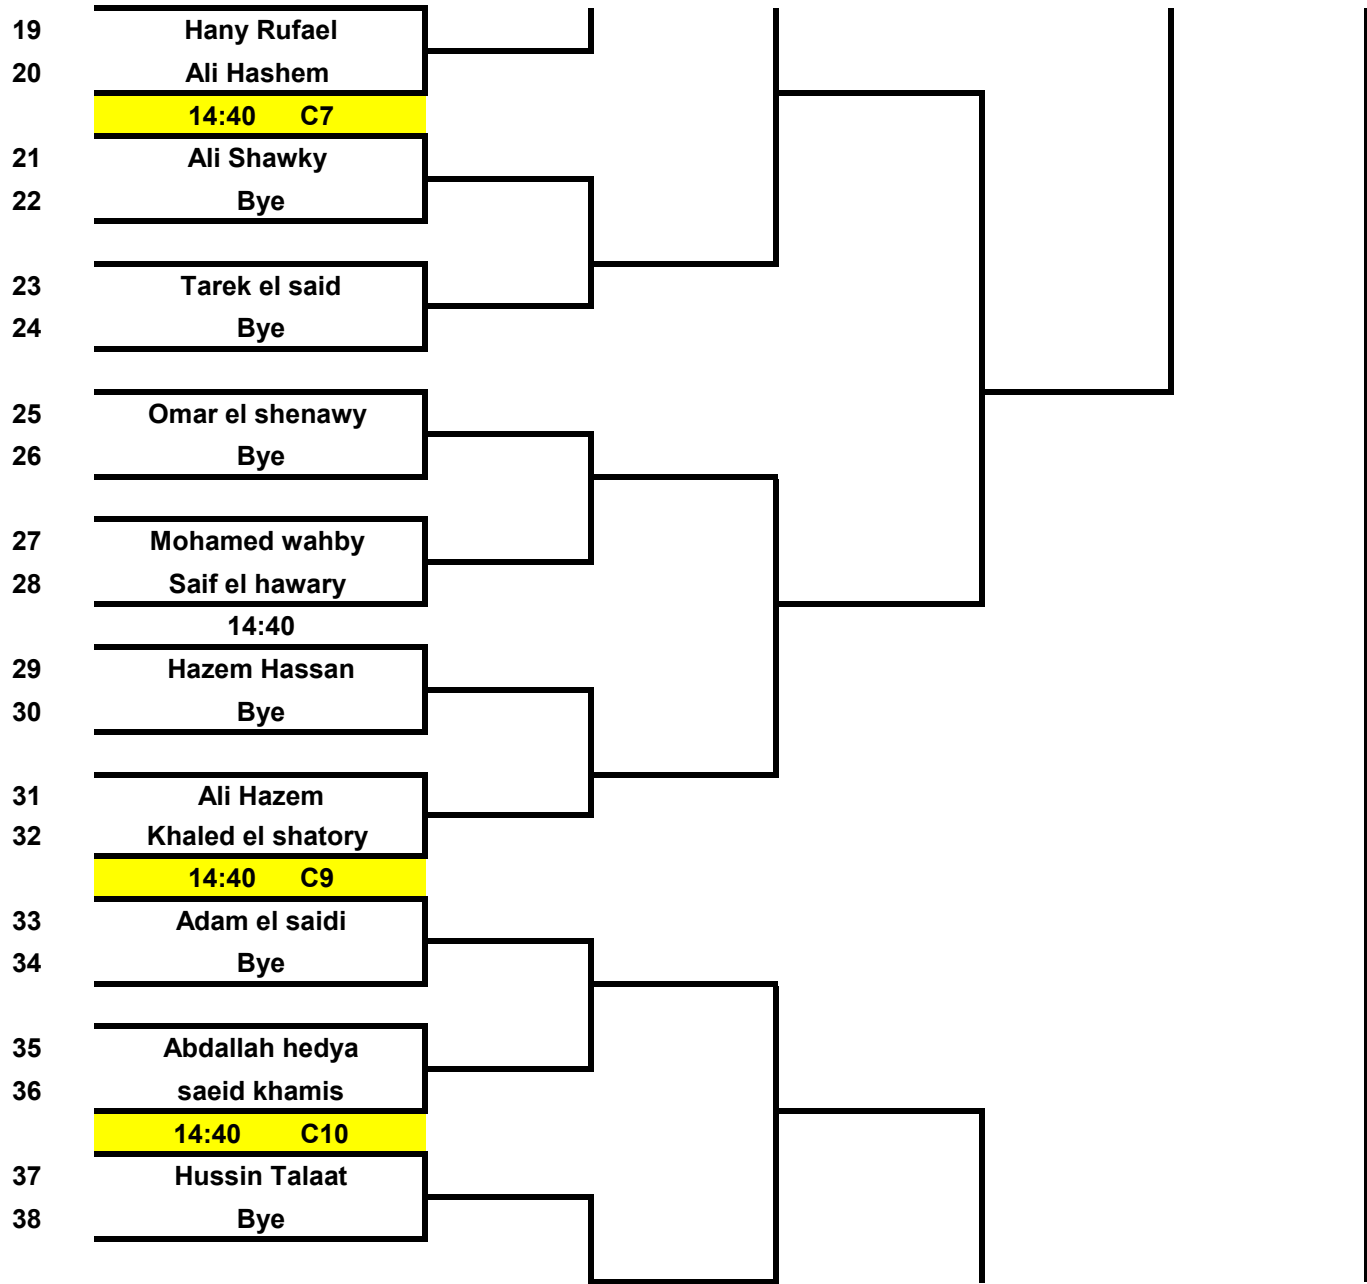 19 Hany Rufael
20 Ali Hashem
14:40 C7
21 Ali Shawky
22 Bye
23 Tarek el said
24 Bye
25 Omar el shenawy
26 Bye
27 Mohamed wahby
28 Saif el hawary
14:40
29 Hazem Hassan
30 Bye
31 Ali Hazem
32 Khaled el shatory
14:40 C9
33 Adam el saidi
34 Bye
35 Abdallah hedya
36 saeid khamis
14:40 C10
37 Hussin Talaat
38 Bye